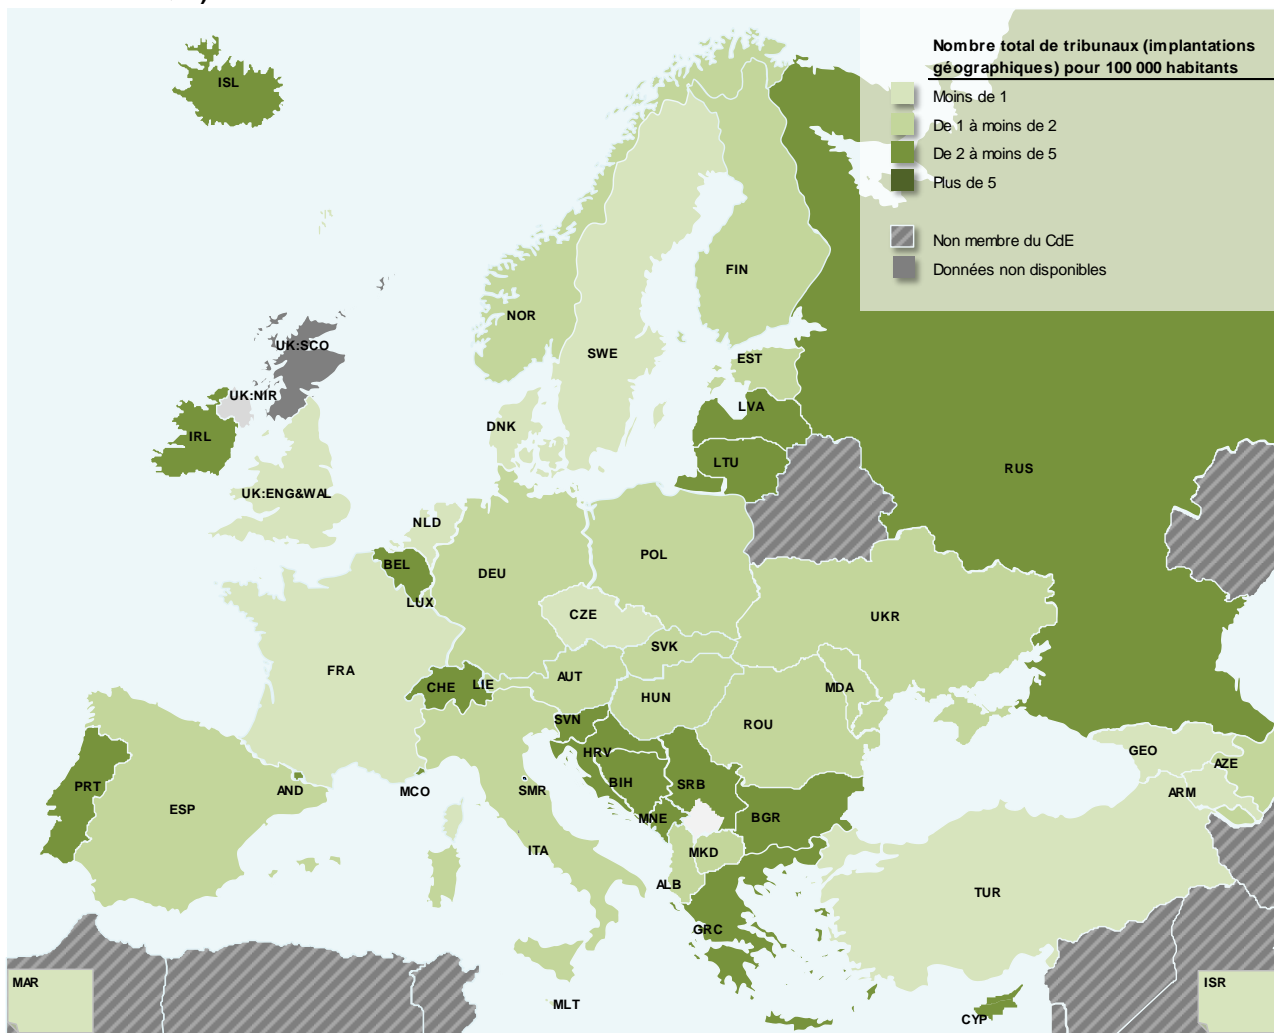 Nombre total de tribunaux (implantations
géographiques) pour 100 000 habitants
Moins de 1
De 1 à moins de 2
De 2 à moins de 5
Plus de 5
Non membre du CdE
Données non disponibles
ISL
FIN
NOR
SWE
UK:SCO
EST
UK:NIR
LVA
DNK
IRL
LTU
RUS
UK:ENG&WAL
NLD
POL
BEL
DEU
LUX
CZE
UKR
SVK
FRA
AUT
CHE
LIE
MDA
HUN
ROU
SVN
HRV
GEO
AZE
BIH
SRB
PRT
AND
MCO
SMR
ARM
ESP
MNE
BGR
ITA
MKD
ALB
TUR
GRC
MAR
ISR
MLT
CYP